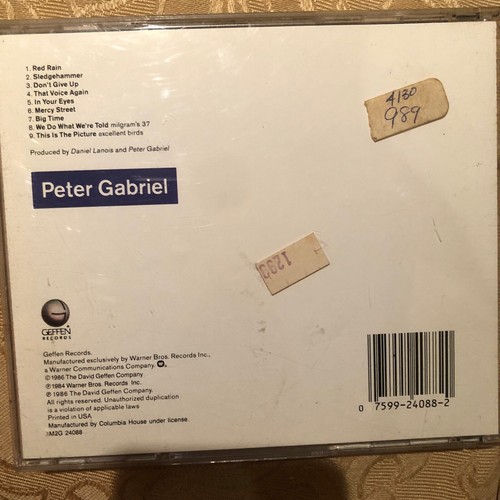 1. Red Rain
2. Sledgehammer
3. Don't Give Up
4. That Voice Again
5. In Your Eyes
6. Mercy Street
7. Big Time
8. We Do What We're Told milgram's 37
9. This Is The Picture excellent birds
Produced by Daniel Lanois and Peter Gabriel
Peter Gabriel
4130
989
1293
GEFFEN
RECORDS
Geffen Records.
Manufactured exclusively by Warner Bros. Records Inc.,
a Warner Communications Company.
©1986 The David Geffen Company.
℗1984 Warner Bros. Records Inc.
℗1986 The David Geffen Company.
All rights reserved. Unauthorized duplication
is a violation of applicable laws
Printed in USA
Manufactured by Columbia House under license.
M2G 24088
0 7599-24088-2